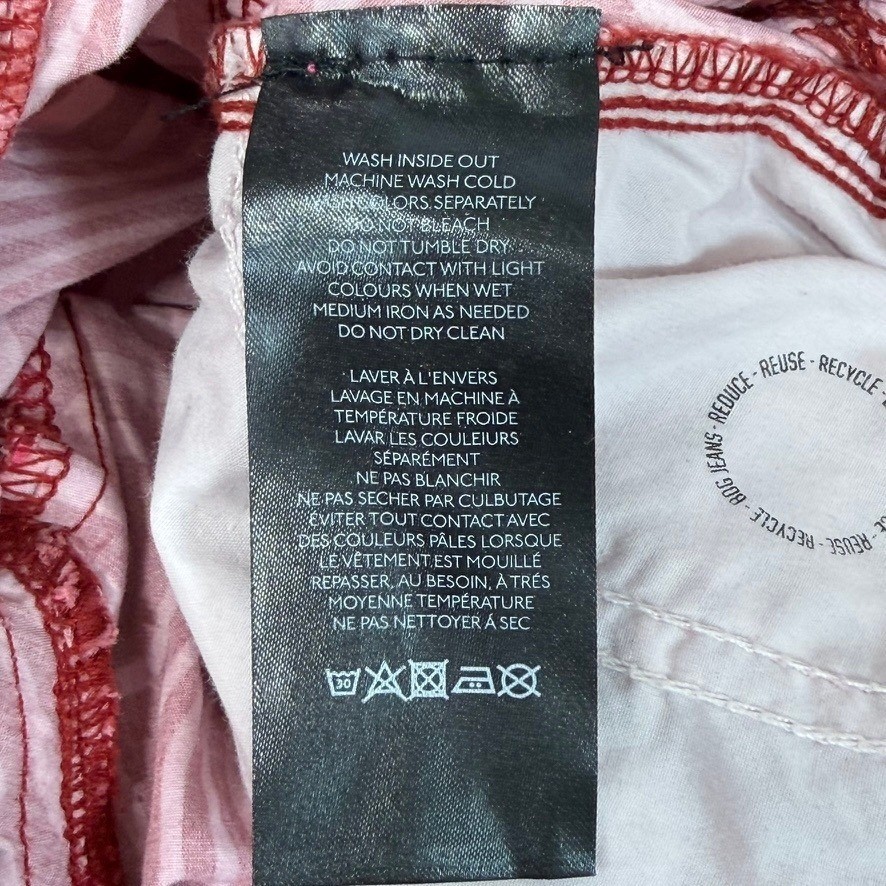 WASH INSIDE OUT
MACHINE WASH COLD
WASH COLORS SEPARATELY
DO NOT BLEACH
DO NOT TUMBLE DRY
AVOID CONTACT WITH LIGHT
COLOURS WHEN WET
MEDIUM IRON AS NEEDED
DO NOT DRY CLEAN
LAVER À L'ENVERS
LAVAGE EN MACHINE À
TEMPÉRATURE FROIDE
LAVAR LES COULEIURS
SÉPARÉMENT
NE PAS BLANCHIR
NE PAS SECHER PAR CULBUTAGE
ÉVITER TOUT CONTACT AVEC
DES COULEURS PÂLES LORSQUE
LE VÊTEMENT EST MOUILLÉ
REPASSER, AU BESOIN, À TRÉS
MOYENNE TEMPÉRATURE
NE PAS NETTOYER Á SEC
30
REUSE - RECYCLE - BDG JEANS - REDUCE - REUSE - RECYCLE -